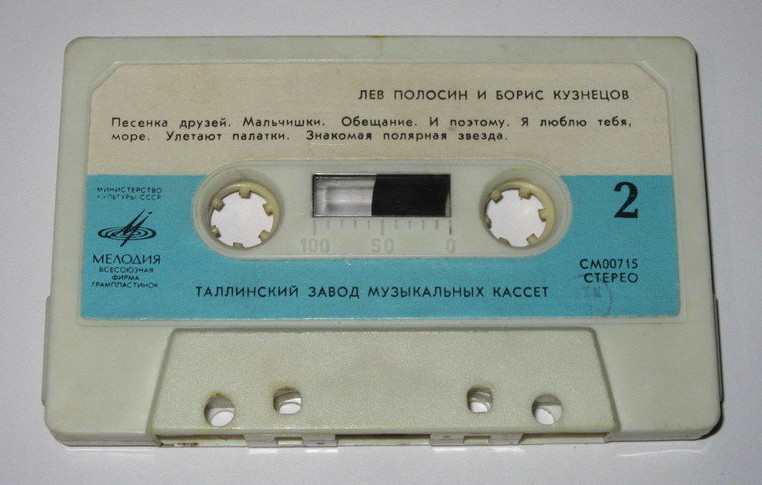 ЛЕВ ПОЛОСИН И БОРИС КУЗНЕЦОВ
Песенка друзей. Мальчишки. Обещание. И поэтому. Я люблю тебя,
море. Улетают палатки. Знакомая полярная звезда.
МИНИСТЕРСТВО
КУЛЬТУРЫ СССР
2
МЕЛОДИЯ
ВСЕСОЮЗНАЯ
ФИРМА
ГРАМПЛАСТИНОК
100 50 0
СМ00715
СТЕРЕО
ТАЛЛИНСКИЙ ЗАВОД МУЗЫКАЛЬНЫХ КАССЕТ